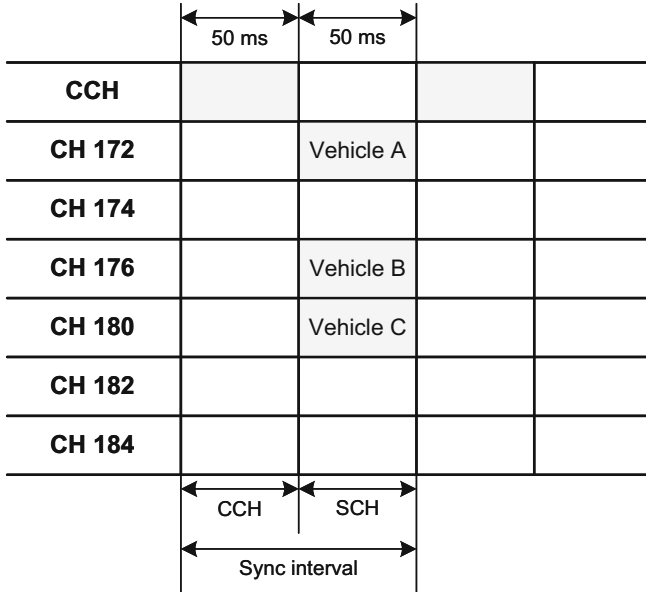 50 ms 50 ms
CCH
CH 172 Vehicle A
CH 174
CH 176 Vehicle B
CH 180 Vehicle C
CH 182
CH 184
CCH SCH
Sync interval